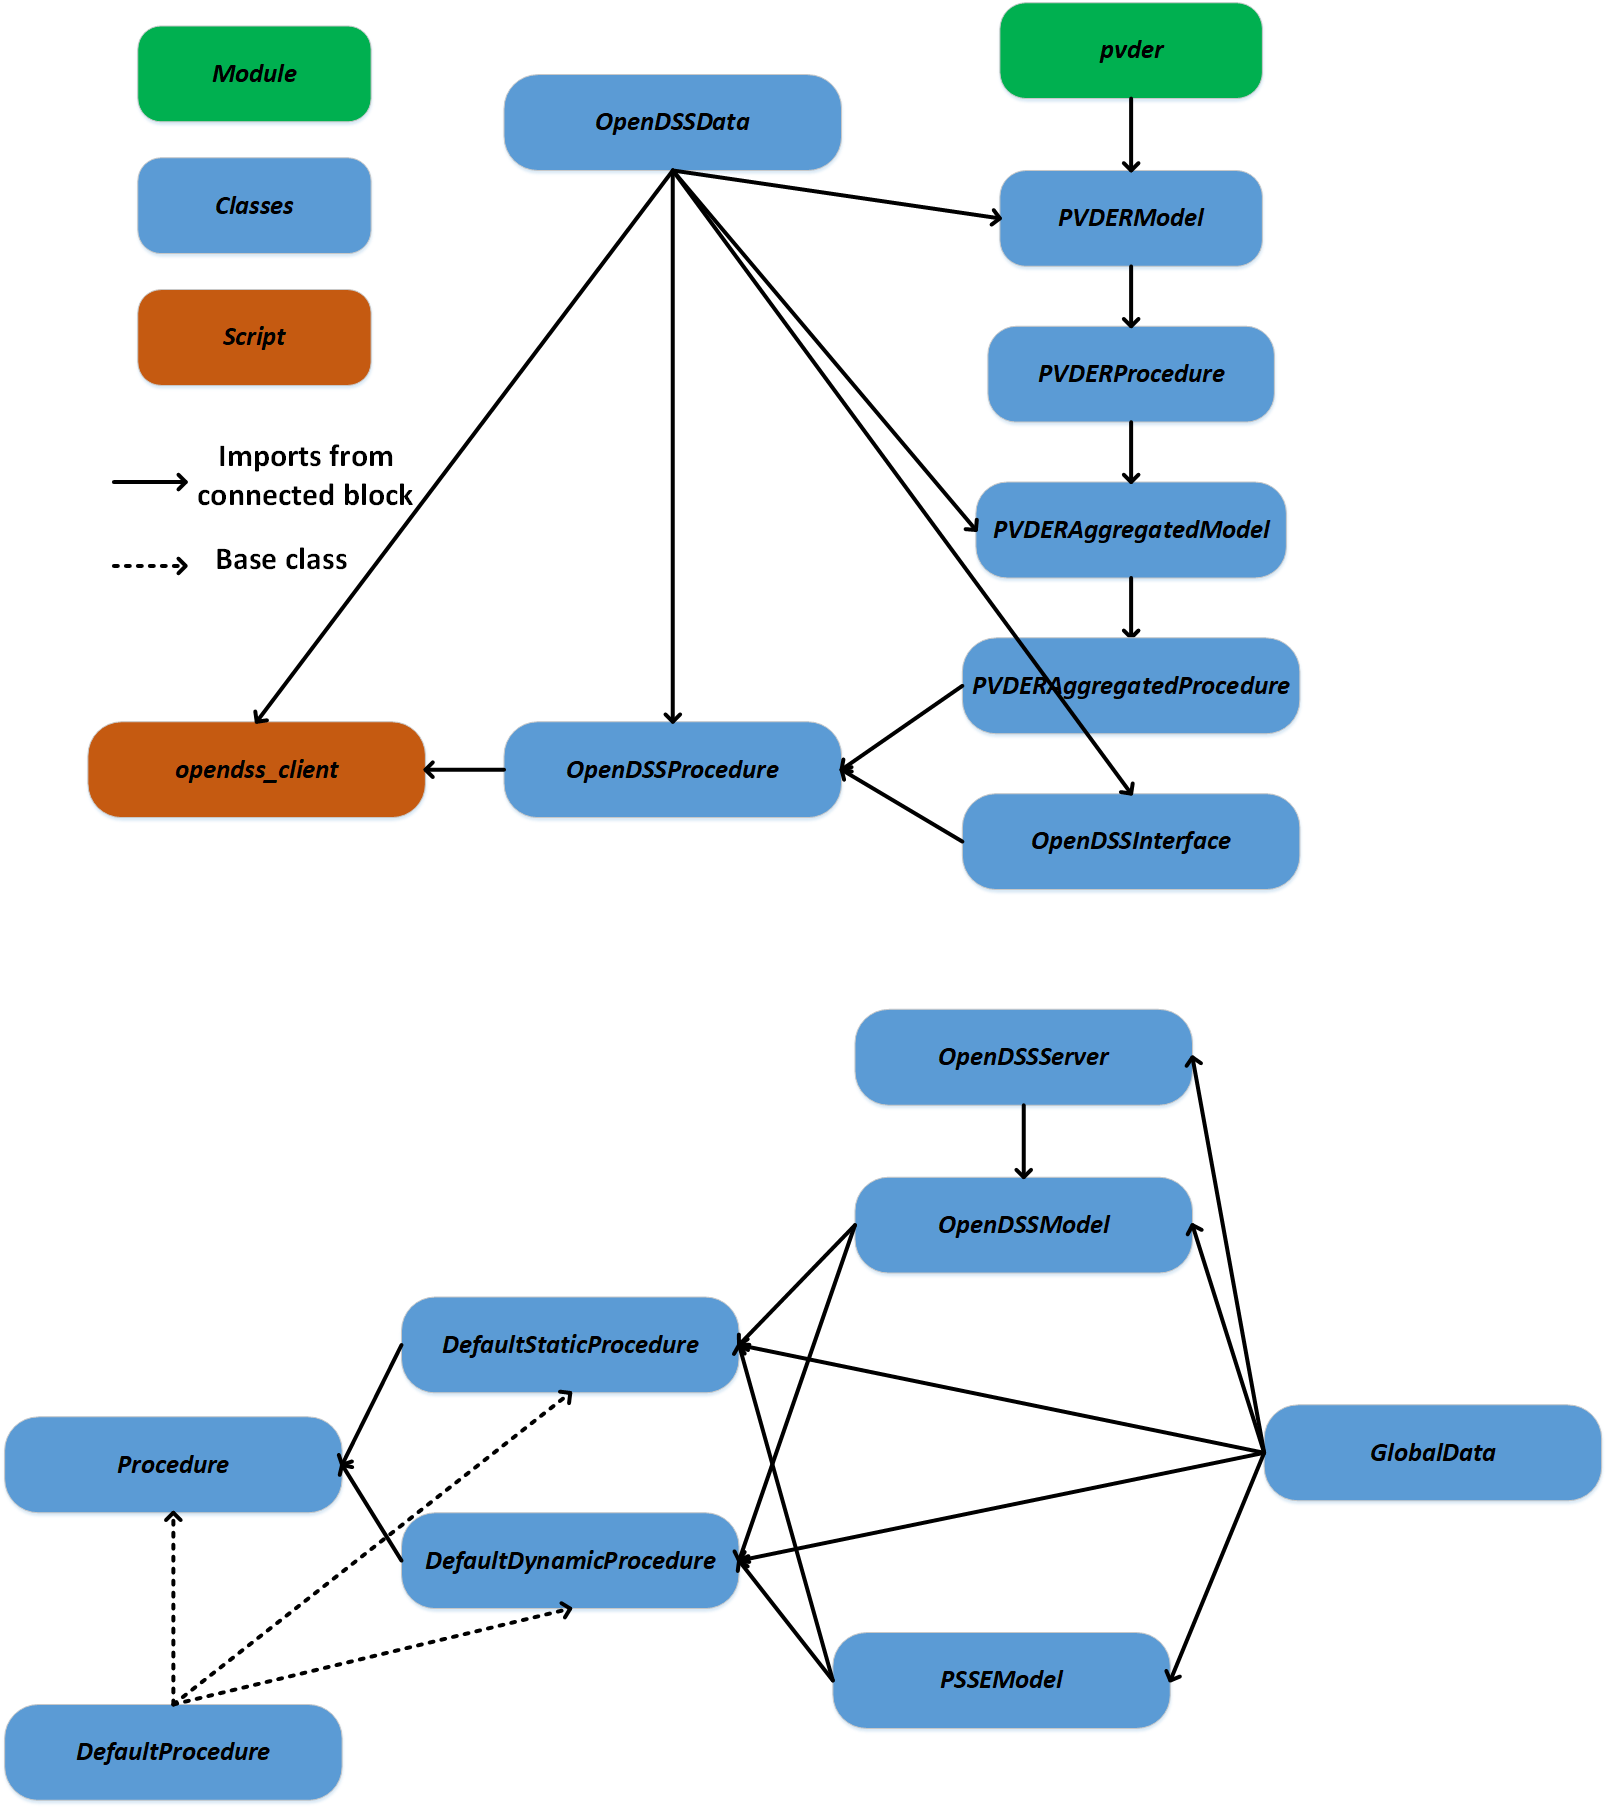 Module
Classes
Script
Imports from
connected block
Base class
OpenDSSData
pvder
PVDERModel
PVDERProcedure
PVDERAggregatedModel
PVDERAggregatedProcedure
opendss_client
OpenDSSProcedure
OpenDSSInterface
OpenDSSServer
OpenDSSModel
DefaultStaticProcedure
Procedure
GlobalData
DefaultDynamicProcedure
PSSEModel
DefaultProcedure